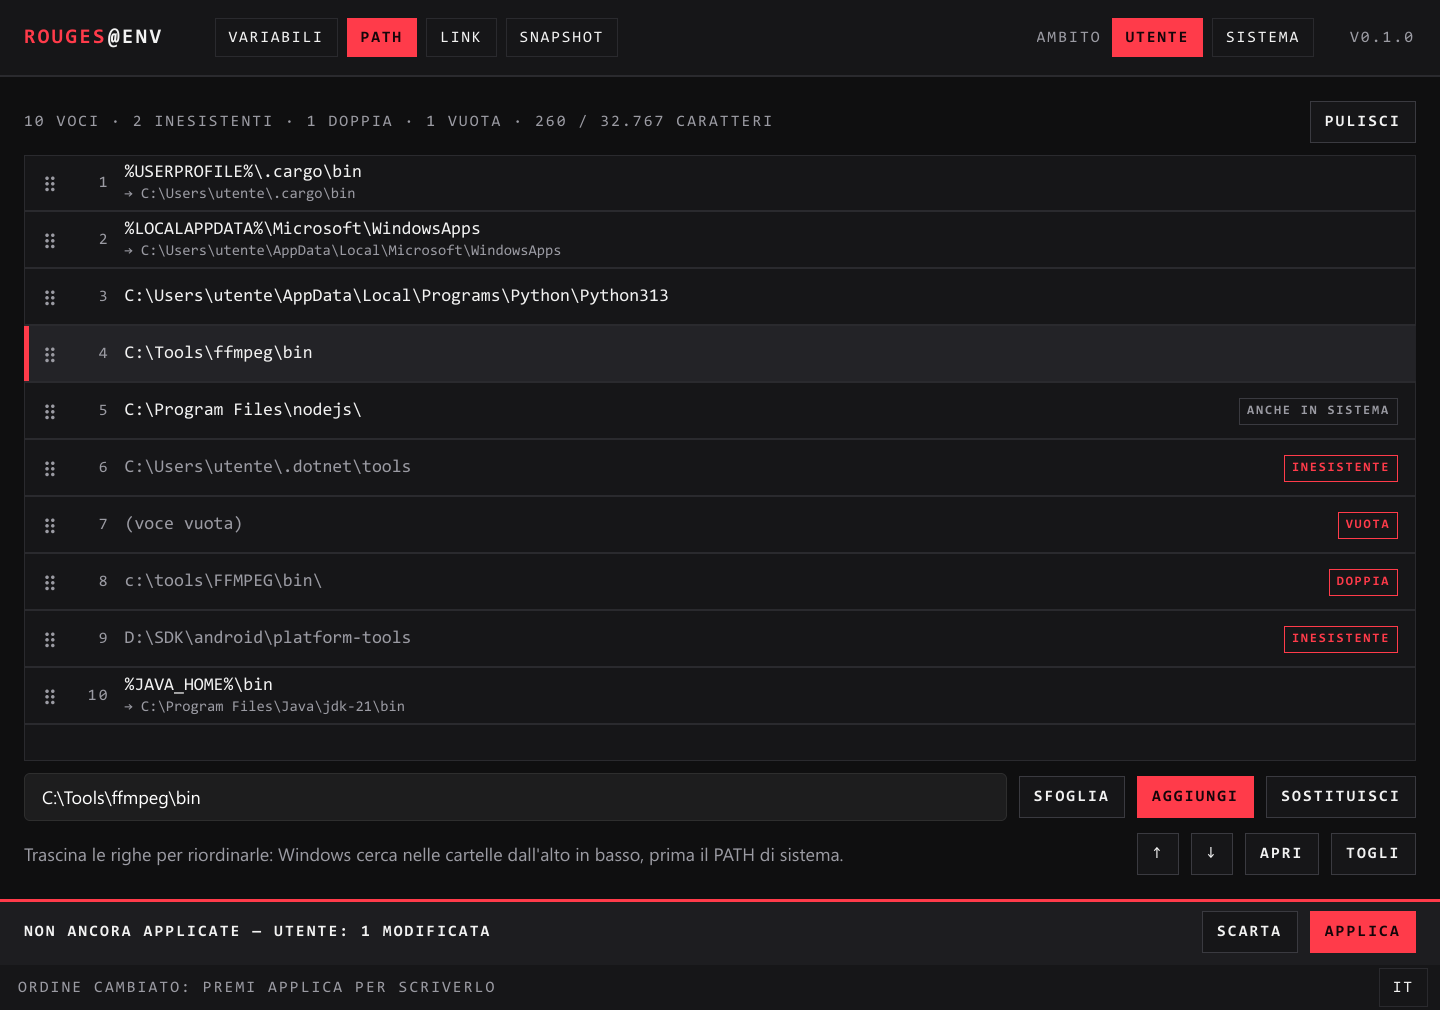 ROUGES@ENV VARIABILI PATH LINK SNAPSHOT AMBITO UTENTE SISTEMA V0.1.0
10 VOCI · 2 INESISTENTI · 1 DOPPIA · 1 VUOTA · 260 / 32.767 CARATTERI PULISCI
1 %USERPROFILE%\.cargo\bin
→ C:\Users\utente\.cargo\bin
2 %LOCALAPPDATA%\Microsoft\WindowsApps
→ C:\Users\utente\AppData\Local\Microsoft\WindowsApps
3 C:\Users\utente\AppData\Local\Programs\Python\Python313
4 C:\Tools\ffmpeg\bin
5 C:\Program Files\nodejs\ ANCHE IN SISTEMA
6 C:\Users\utente\.dotnet\tools INESISTENTE
7 (voce vuota) VUOTA
8 c:\tools\FFMPEG\bin\ DOPPIA
9 D:\SDK\android\platform-tools INESISTENTE
10 %JAVA_HOME%\bin
→ C:\Program Files\Java\jdk-21\bin
C:\Tools\ffmpeg\bin SFOGLIA AGGIUNGI SOSTITUISCI
Trascina le righe per riordinarle: Windows cerca nelle cartelle dall'alto in basso, prima il PATH di sistema. ↑ ↓ APRI TOGLI
NON ANCORA APPLICATE — UTENTE: 1 MODIFICATA SCARTA APPLICA
ORDINE CAMBIATO: PREMI APPLICA PER SCRIVERLO IT